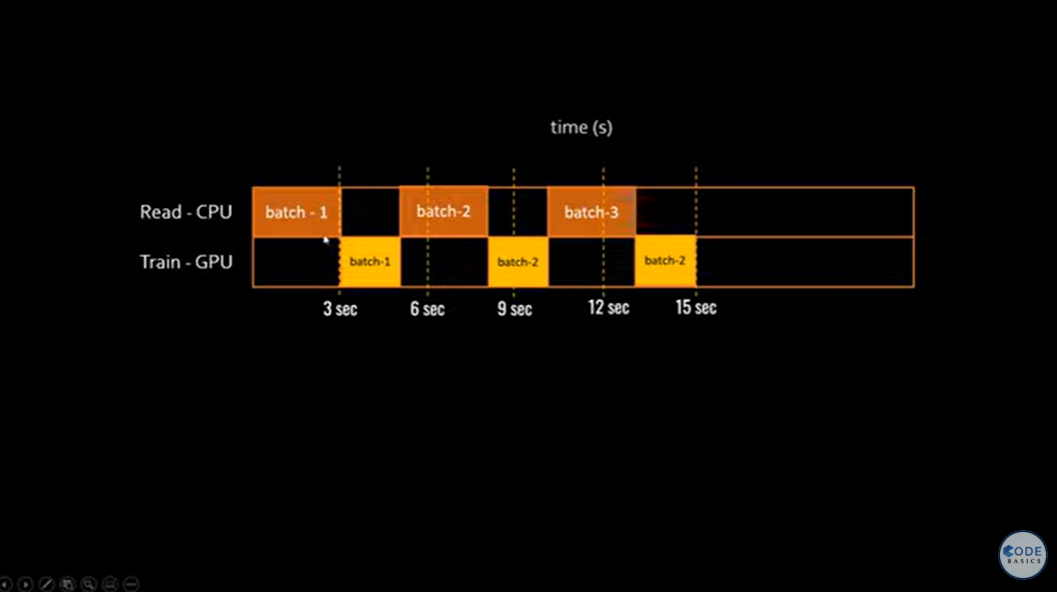 time (s)
Read - CPU batch - 1 batch-2 batch-3
Train - GPU batch-1 batch-2 batch-2
3 sec 6 sec 9 sec 12 sec 15 sec
CODE
BASICS